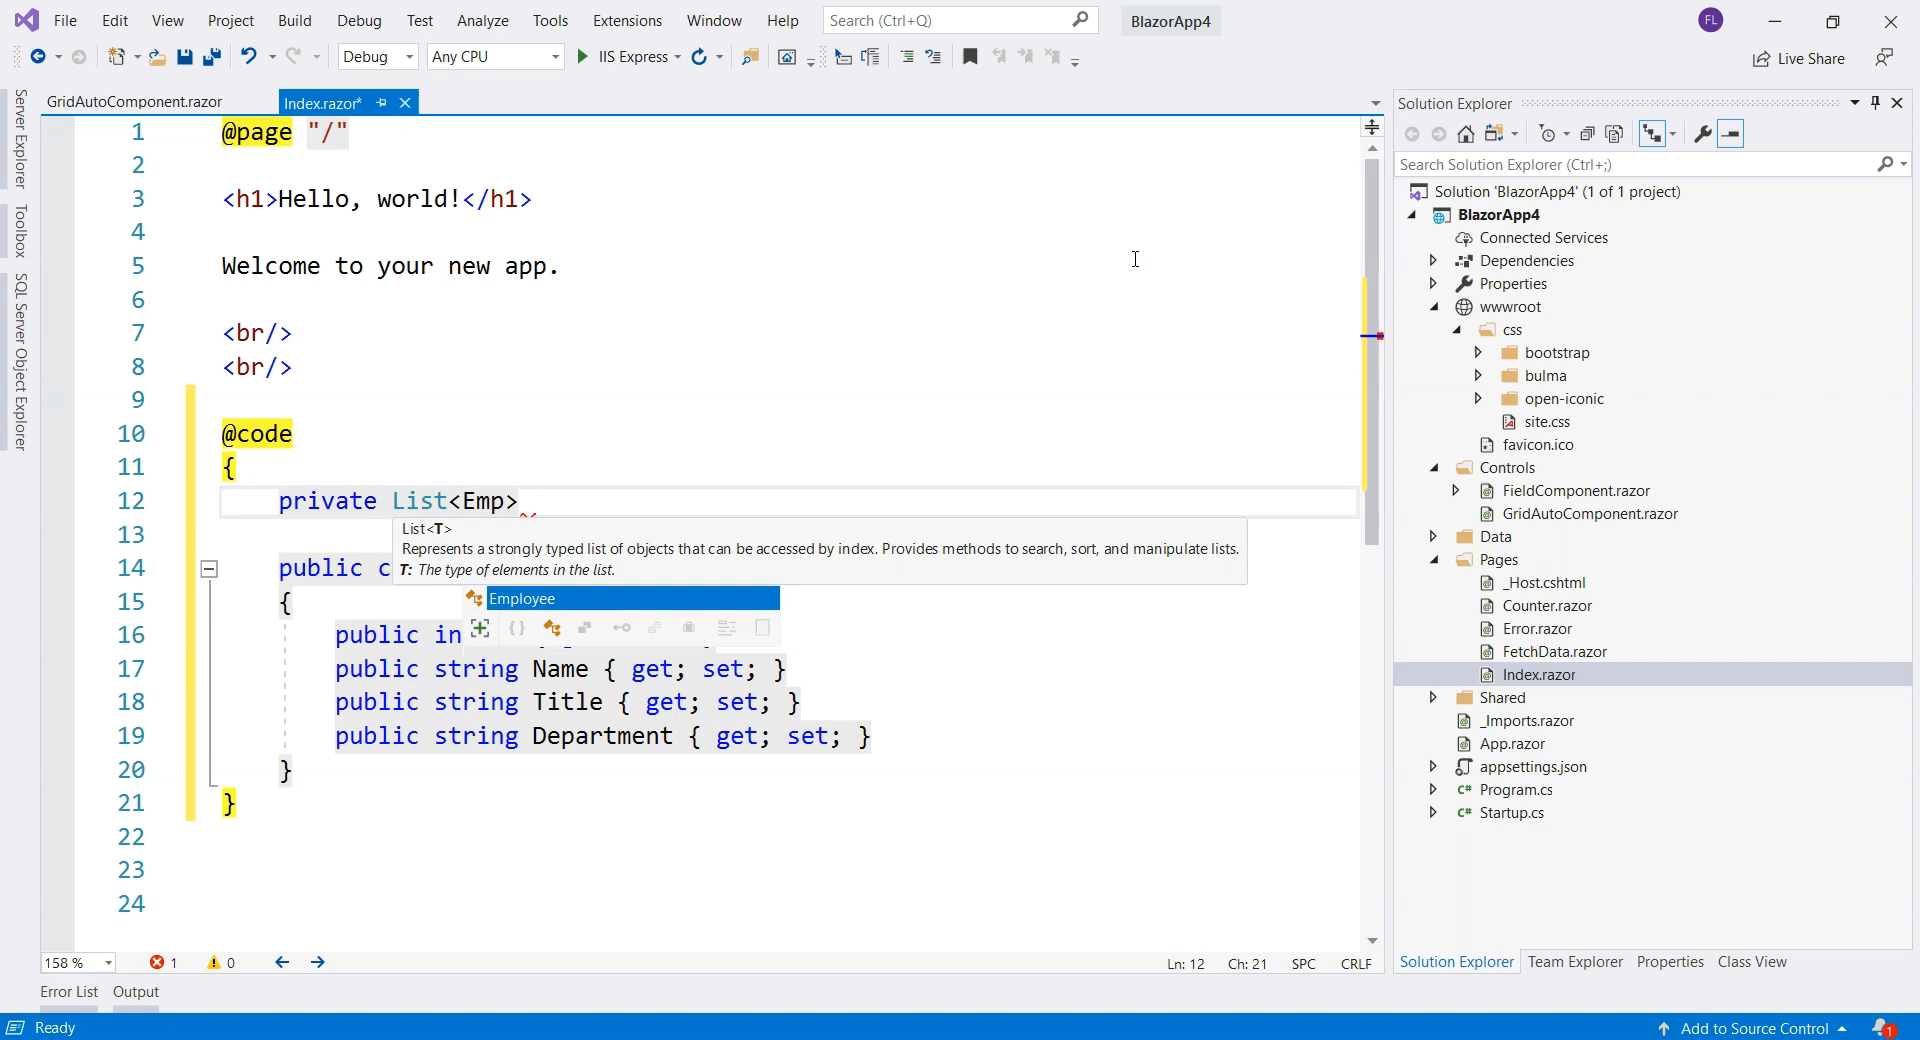 File Edit View Project Build Debug Test Analyze Tools Extensions Window Help Search (Ctrl+Q) BlazorApp4 FL
Debug Any CPU IIS Express Live Share
GridAutoComponent.razor Index.razor*
Server Explorer
Toolbox
SQL Server Object Explorer
1 @page "/"
2
3 <h1>Hello, world!</h1>
4
5 Welcome to your new app.
6
7 <br/>
8 <br/>
9
10 @code
11 {
12 private List<Emp>
13
List<T>
Represents a strongly typed list of objects that can be accessed by index. Provides methods to search, sort, and manipulate lists.
T: The type of elements in the list.
14 public c
15 {
Employee
16 public in
17 public string Name { get; set; }
18 public string Title { get; set; }
19 public string Department { get; set; }
20 }
21 }
22
23
24
158 % 1 0 Ln: 12 Ch: 21 SPC CRLF
Error List Output
Ready
Solution Explorer
Search Solution Explorer (Ctrl+;)
Solution 'BlazorApp4' (1 of 1 project)
BlazorApp4
Connected Services
Dependencies
Properties
wwwroot
css
bootstrap
bulma
open-iconic
site.css
favicon.ico
Controls
FieldComponent.razor
GridAutoComponent.razor
Data
Pages
_Host.cshtml
Counter.razor
Error.razor
FetchData.razor
Index.razor
Shared
_Imports.razor
App.razor
appsettings.json
C# Program.cs
C# Startup.cs
Solution Explorer Team Explorer Properties Class View
Add to Source Control 1